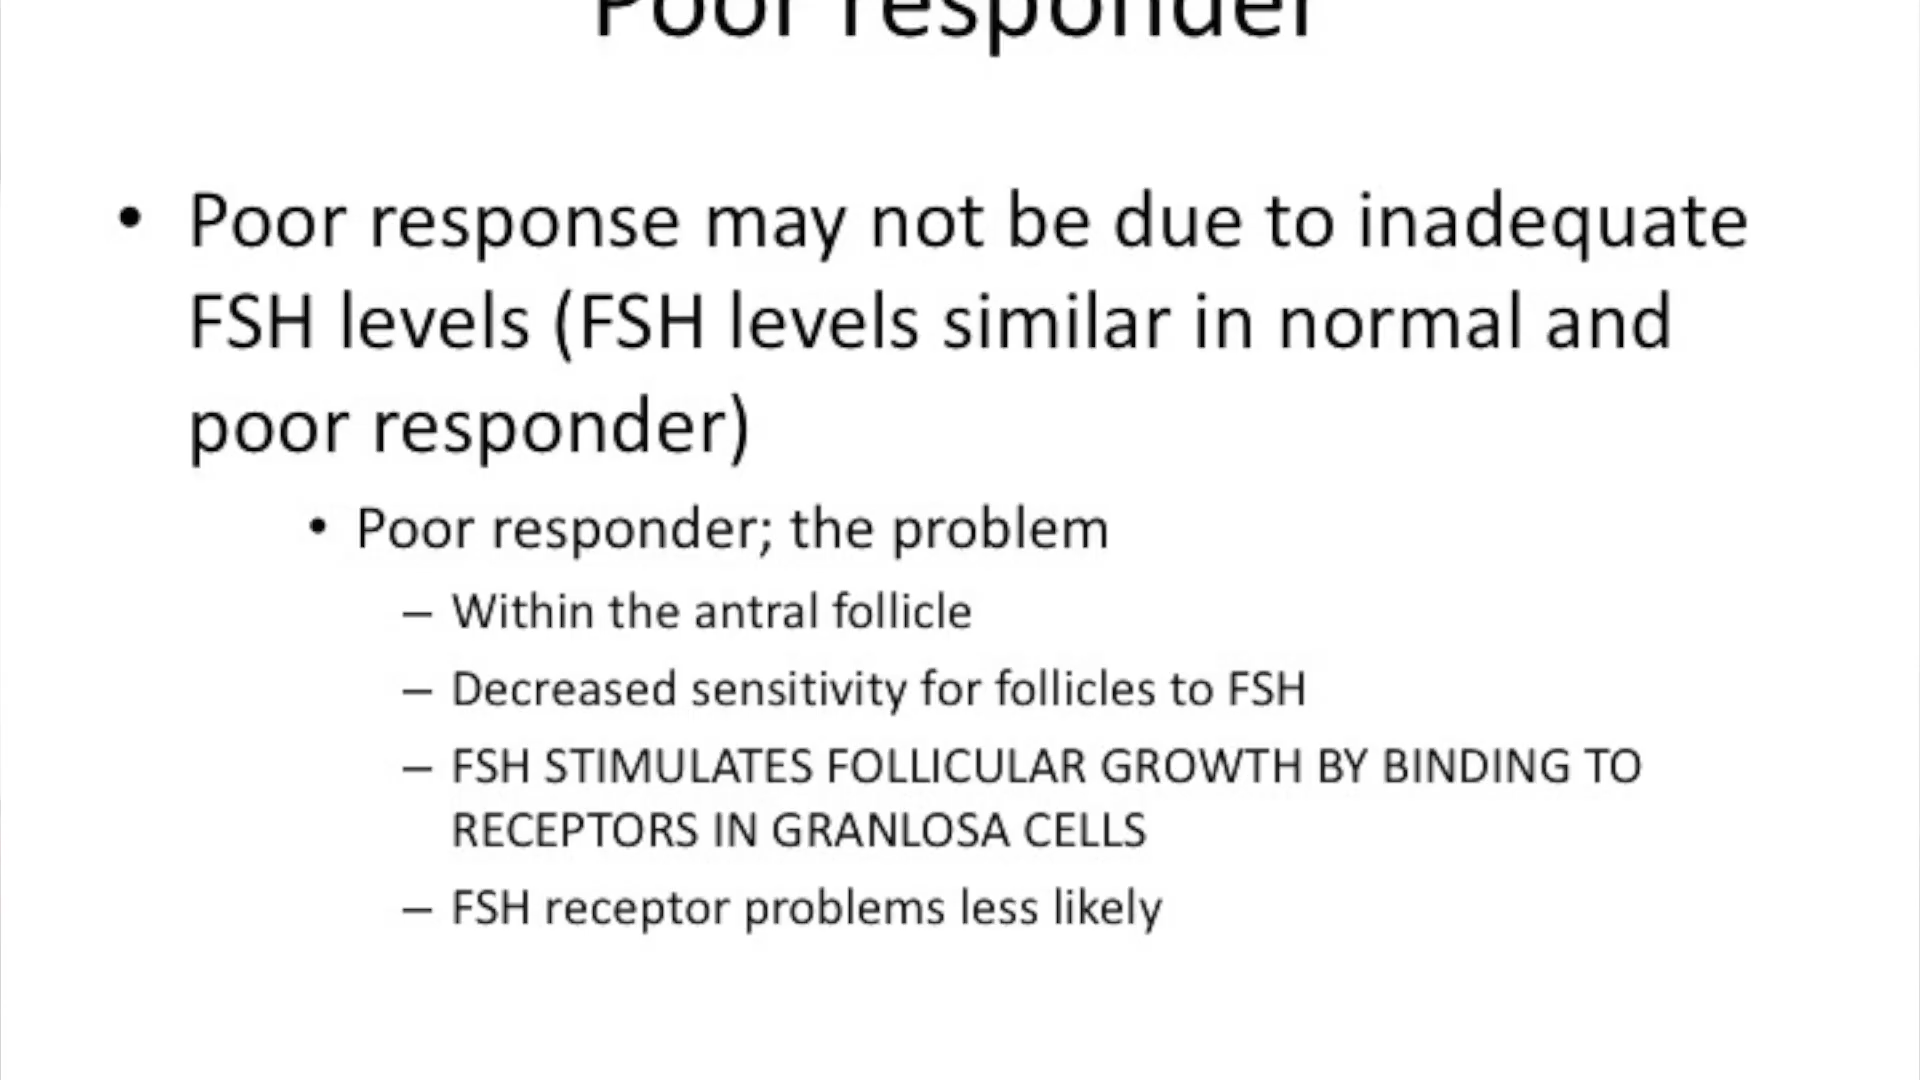 Poor responder
• Poor response may not be due to inadequate
FSH levels (FSH levels similar in normal and
poor responder)
• Poor responder; the problem
– Within the antral follicle
– Decreased sensitivity for follicles to FSH
– FSH STIMULATES FOLLICULAR GROWTH BY BINDING TO
RECEPTORS IN GRANLOSA CELLS
– FSH receptor problems less likely